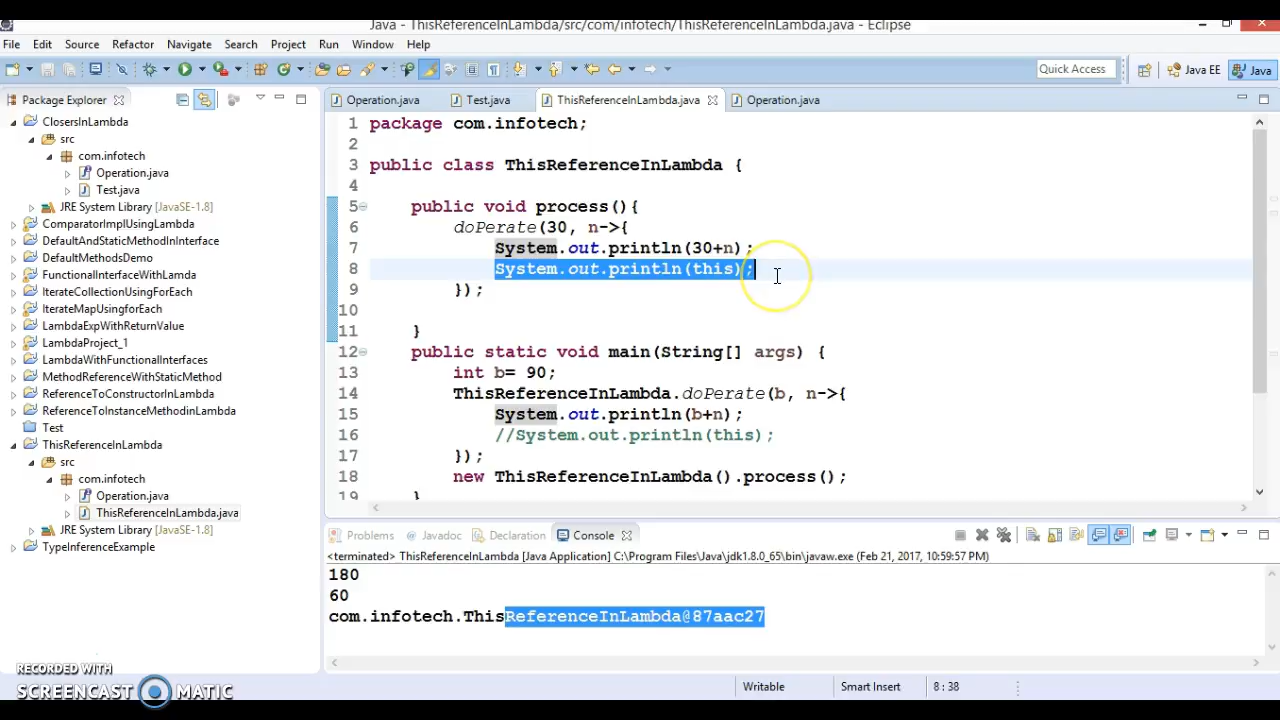 Java - ThisReferenceInLambda/src/com/infotech/ThisReferenceInLambda.java - Eclipse
File Edit Source Refactor Navigate Search Project Run Window Help
Quick Access Java EE Java
Package Explorer
ClosersInLambda
src
com.infotech
Operation.java
Test.java
JRE System Library [JavaSE-1.8]
ComparatorImplUsingLambda
DefaultAndStaticMethodInInterface
DefaultMethodsDemo
FunctionalInterfaceWithLamda
IterateCollectionUsingForEach
IterateMapUsingforEach
LambdaExpWithReturnValue
LambdaProject_1
LambdaWithFunctionalInterfaces
MethodReferenceWithStaticMethod
ReferenceToConstructorInLambda
ReferenceToInstanceMethodinLambda
Test
ThisReferenceInLambda
src
com.infotech
Operation.java
ThisReferenceInLambda.java
JRE System Library [JavaSE-1.8]
TypeInferenceExample
Operation.java Test.java ThisReferenceInLambda.java Operation.java
1 package com.infotech;
2
3 public class ThisReferenceInLambda {
4
5 public void process(){
6 doPerate(30, n->{
7 System.out.println(30+n);
8 System.out.println(this);
9 });
10
11 }
12 public static void main(String[] args) {
13 int b= 90;
14 ThisReferenceInLambda.doPerate(b, n->{
15 System.out.println(b+n);
16 //System.out.println(this);
17 });
18 new ThisReferenceInLambda().process();
19 }
Problems Javadoc Declaration Console
<terminated> ThisReferenceInLambda [Java Application] C:\Program Files\Java\jdk1.8.0_65\bin\javaw.exe (Feb 21, 2017, 10:59:57 PM)
180
60
com.infotech.ThisReferenceInLambda@87aac27
Writable Smart Insert 8 : 38
RECORDED WITH
SCREENCAST MATIC